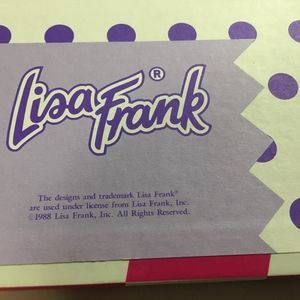 Lisa Frank®
The designs and trademark Lisa Frank®
are used under license from Lisa Frank, Inc.
©1988 Lisa Frank, Inc. All Rights Reserved.